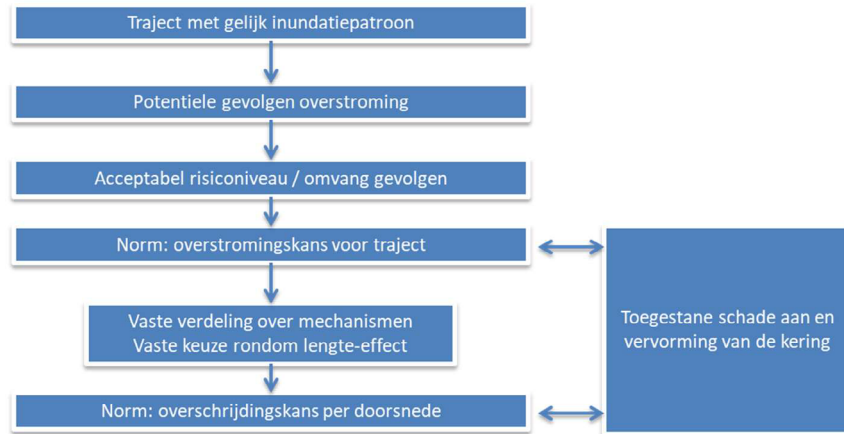 Traject met gelijk inundatiepatroon
Potentiele gevolgen overstroming
Acceptabel risiconiveau / omvang gevolgen
Norm: overstromingskans voor traject
Vaste verdeling over mechanismen
Vaste keuze rondom lengte-effect
Norm: overschrijdingskans per doorsnede
Toegestane schade aan en
vervorming van de kering